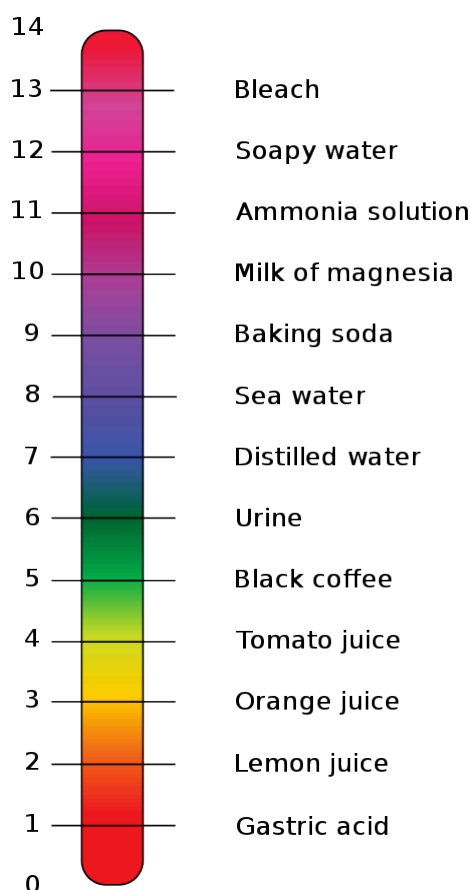 14
13 Bleach
12 Soapy water
11 Ammonia solution
10 Milk of magnesia
9 Baking soda
8 Sea water
7 Distilled water
6 Urine
5 Black coffee
4 Tomato juice
3 Orange juice
2 Lemon juice
1 Gastric acid
0